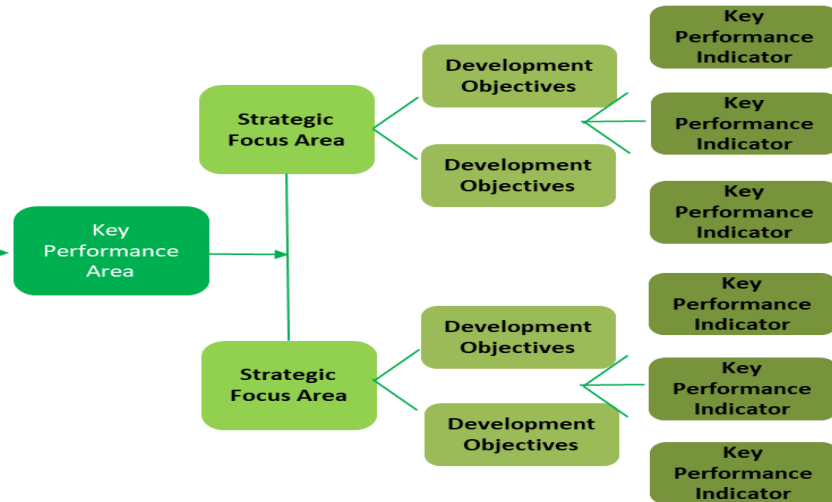 Key
Performance
Area
Strategic
Focus Area
Development
Objectives
Development
Objectives
Key
Performance
Indicator
Key
Performance
Indicator
Key
Performance
Indicator
Strategic
Focus Area
Development
Objectives
Development
Objectives
Key
Performance
Indicator
Key
Performance
Indicator
Key
Performance
Indicator